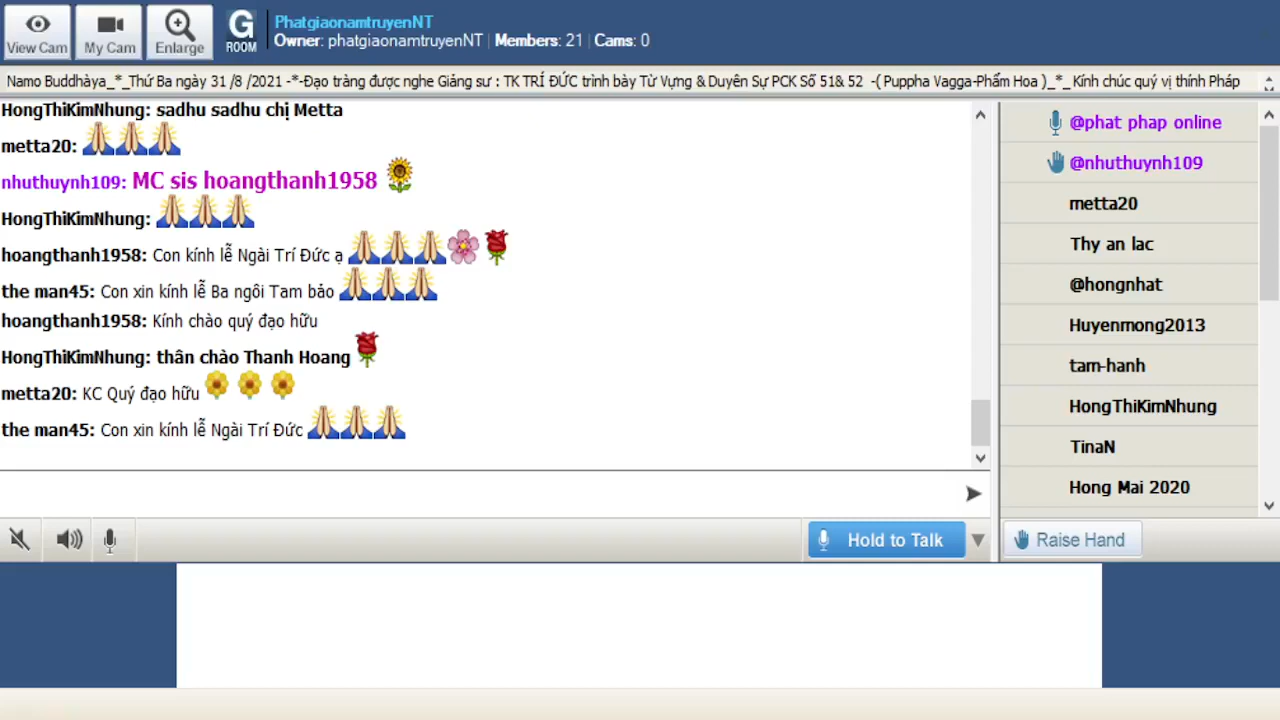 View Cam
My Cam
Enlarge
G
ROOM
PhatgiaonamtruyenNT
Owner: phatgiaonamtruyenNT | Members: 21 | Cams: 0
Namo Buddhàya_*_Thứ Ba ngày 31 /8 /2021 -*-Đạo tràng được nghe Giảng sư : TK TRÍ ĐỨC trình bày Từ Vựng & Duyên Sự PCK Số 51& 52 -( Puppha Vagga-Phẩm Hoa )_*_ Kính chúc quý vị thính Pháp
HongThiKimNhung: sadhu sadhu chị Metta
metta20:
nhuthuynh109: MC sis hoangthanh1958
HongThiKimNhung:
hoangthanh1958: Con kính lễ Ngài Trí Đức ạ
the man45: Con xin kính lễ Ba ngôi Tam bảo
hoangthanh1958: Kính chào quý đạo hữu
HongThiKimNhung: thân chào Thanh Hoang
metta20: KC Quý đạo hữu
the man45: Con xin kính lễ Ngài Trí Đức
@phat phap online
@nhuthuynh109
metta20
Thy an lac
@hongnhat
Huyenmong2013
tam-hanh
HongThiKimNhung
TinaN
Hong Mai 2020
Hold to Talk
Raise Hand